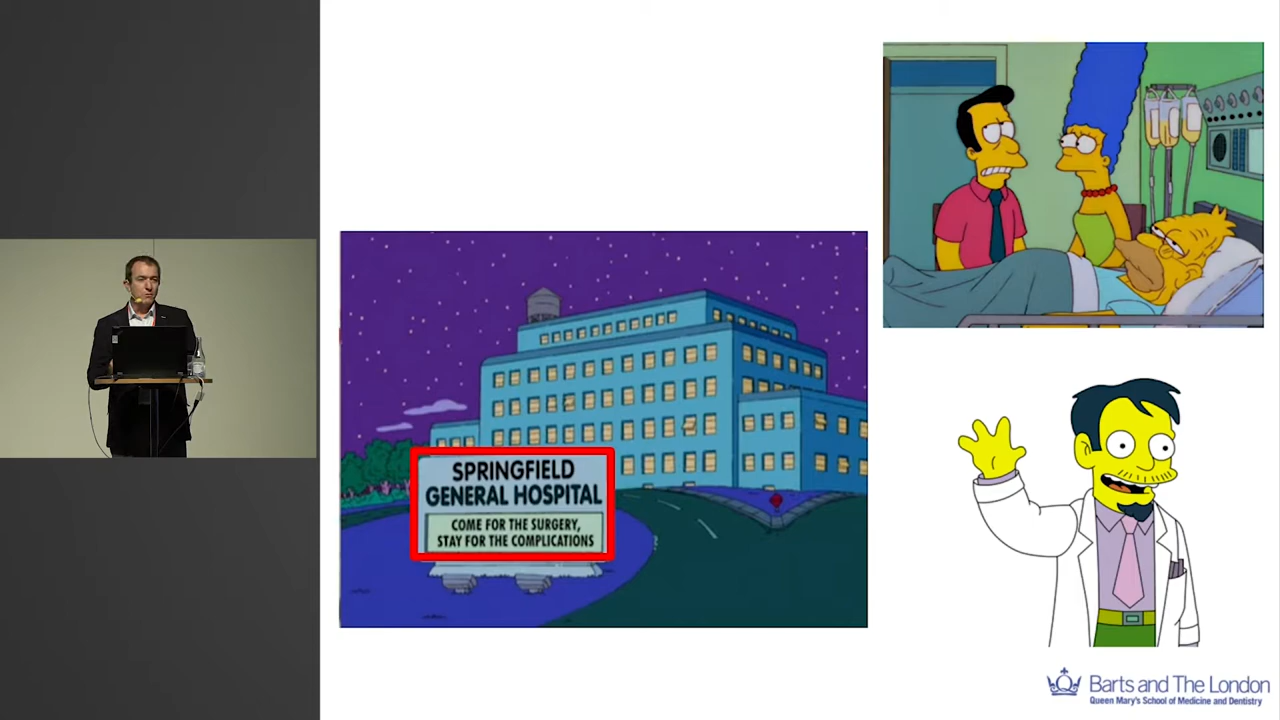 SPRINGFIELD
GENERAL HOSPITAL
COME FOR THE SURGERY,
STAY FOR THE COMPLICATIONS
Barts and The London
Queen Mary's School of Medicine and Dentistry